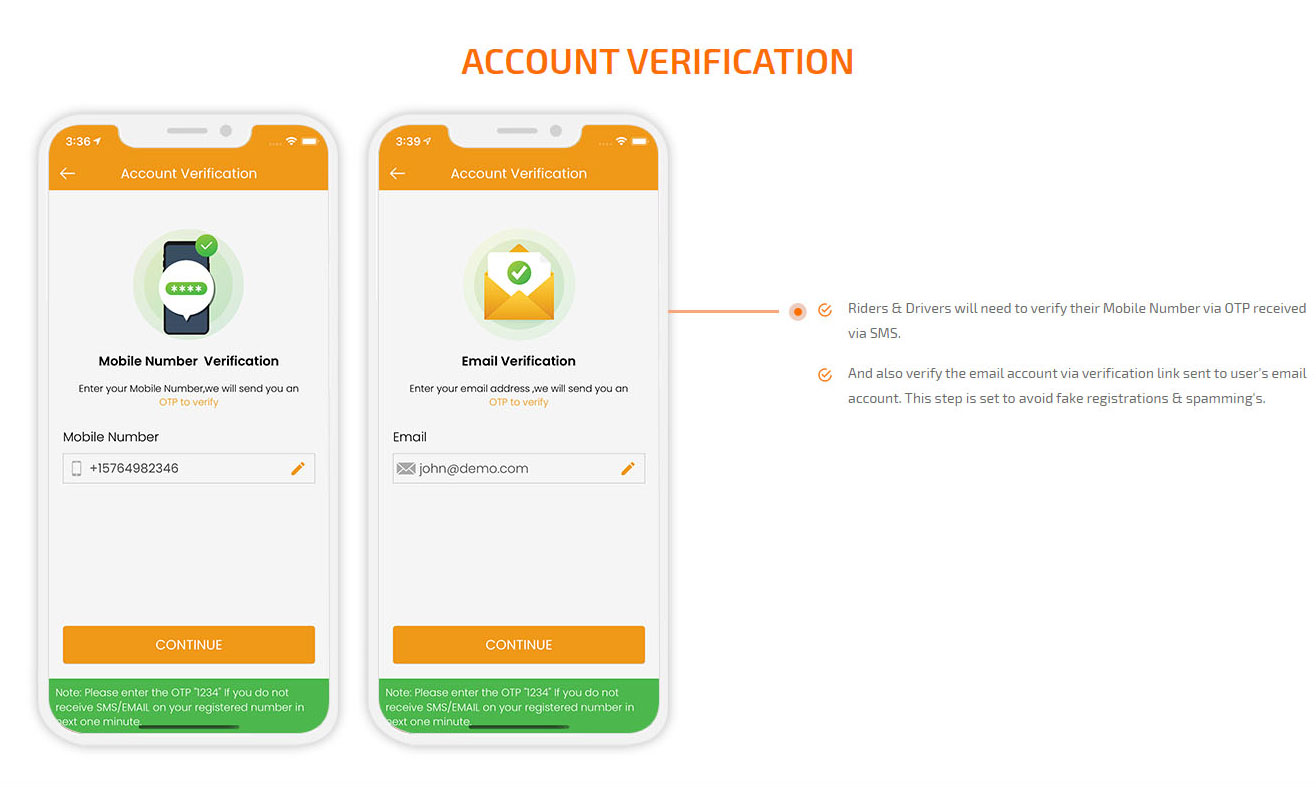 ACCOUNT VERIFICATION
3:36
Account Verification
****
Mobile Number  Verification
Enter your Mobile Number,we will send you an
OTP to verify
Mobile Number
+15764982346
CONTINUE
Note: Please enter the OTP "1234" If you do not
receive SMS/EMAIL on your registered number in
next one minute.
3:39
Account Verification
Email Verification
Enter your email address ,we will send you an
OTP to verify
Email
john@demo.com
CONTINUE
Note: Please enter the OTP "1234" If you do not
receive SMS/EMAIL on your registered number in
next one minute.
Riders & Drivers will need to verify their Mobile Number via OTP received
via SMS.
And also verify the email account via verification link sent to user's email
account. This step is set to avoid fake registrations & spamming's.